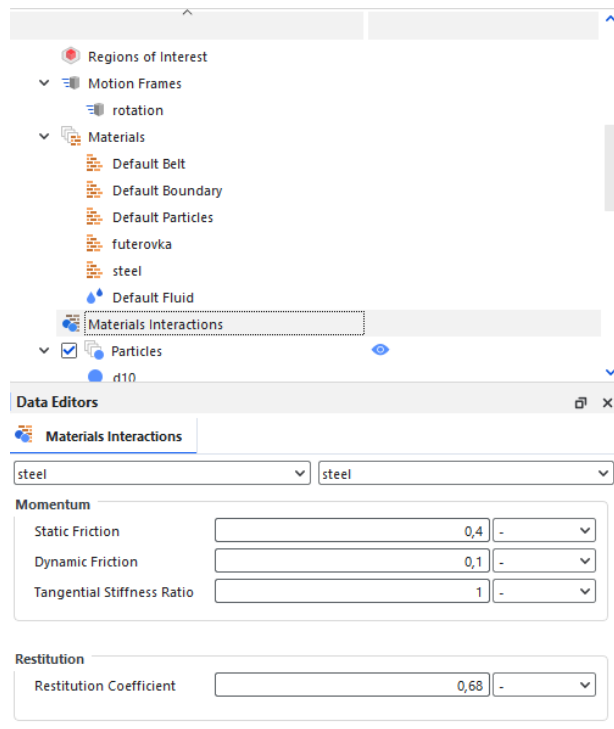 Regions of Interest
Motion Frames
rotation
Materials
Default Belt
Default Boundary
Default Particles
futerovka
steel
Default Fluid
Materials Interactions
Particles
d10
Data Editors
Materials Interactions
steel steel
Momentum
Static Friction 0,4 -
Dynamic Friction 0,1 -
Tangential Stiffness Ratio 1 -
Restitution
Restitution Coefficient 0,68 -